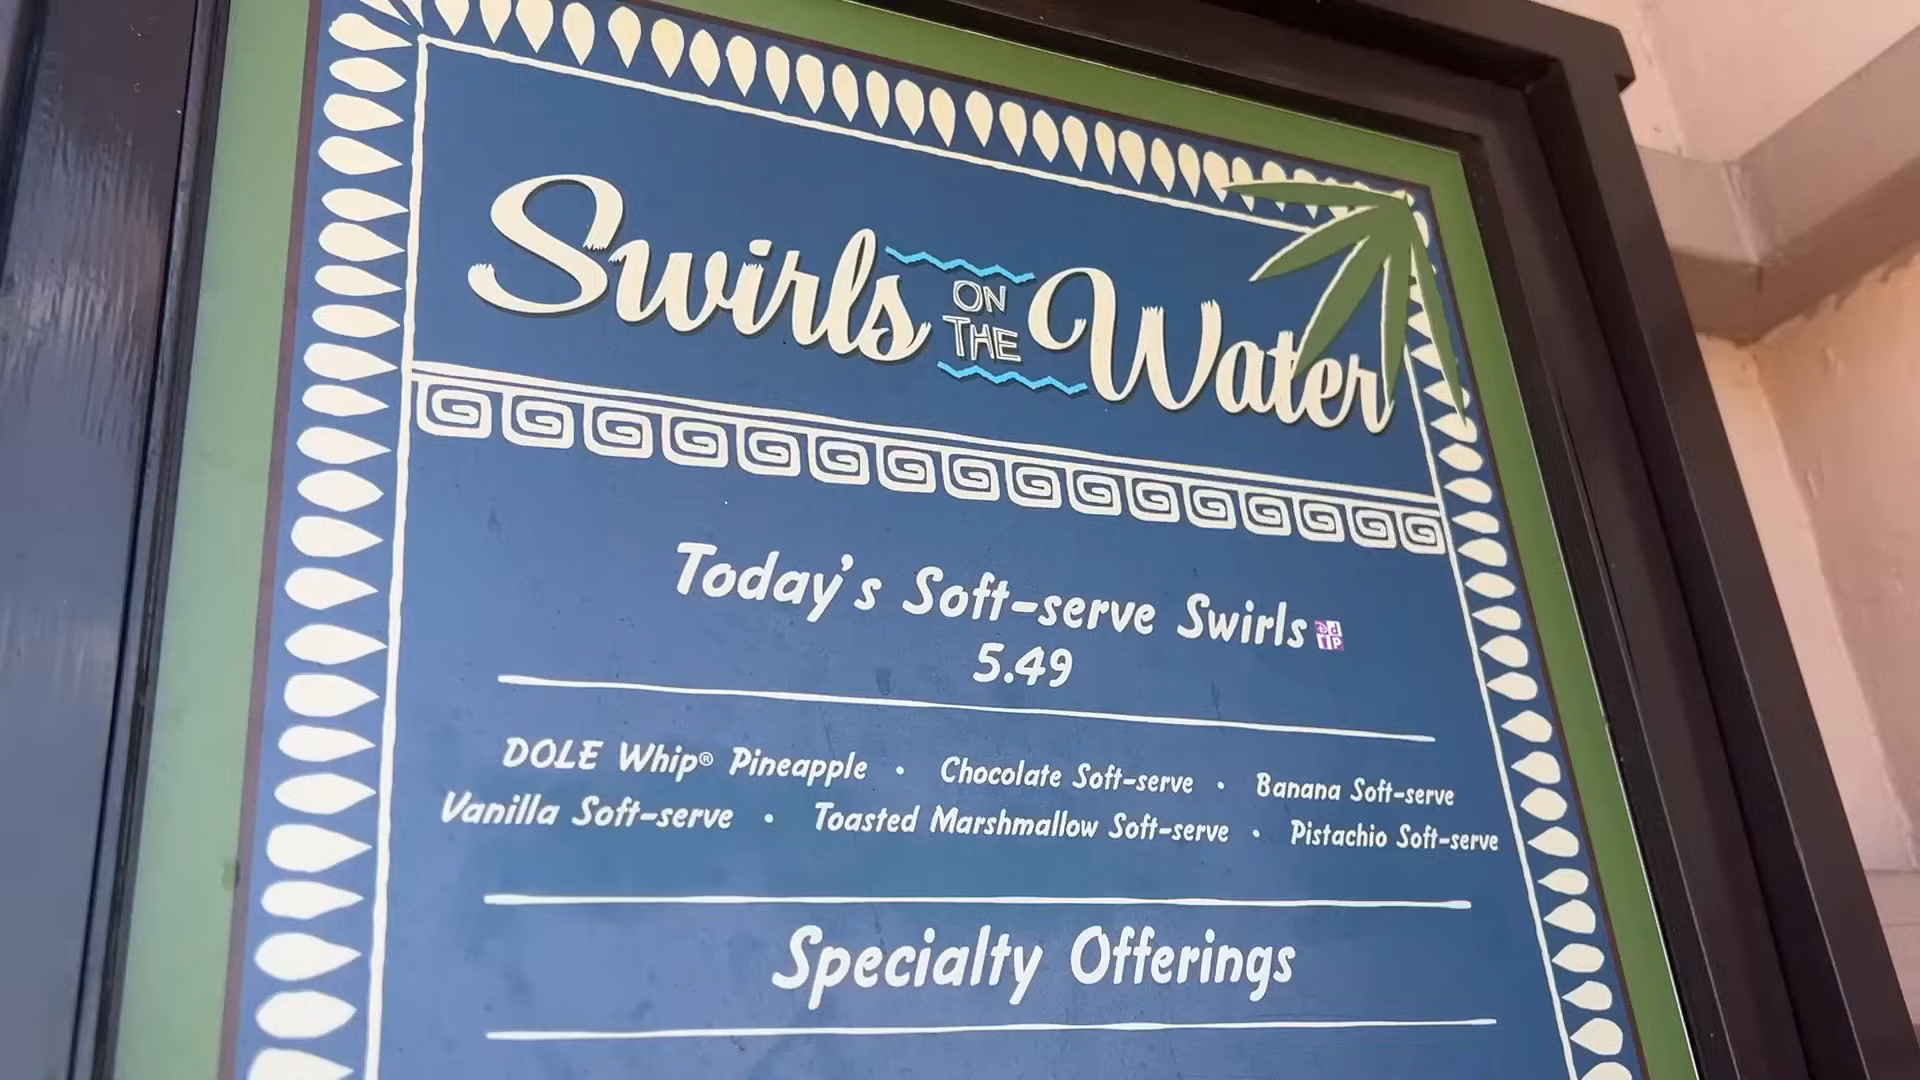 Swirls ON THE Water
Today's Soft-serve Swirls
5.49
DOLE Whip® Pineapple • Chocolate Soft-serve • Banana Soft-serve
Vanilla Soft-serve • Toasted Marshmallow Soft-serve • Pistachio Soft-serve
Specialty Offerings